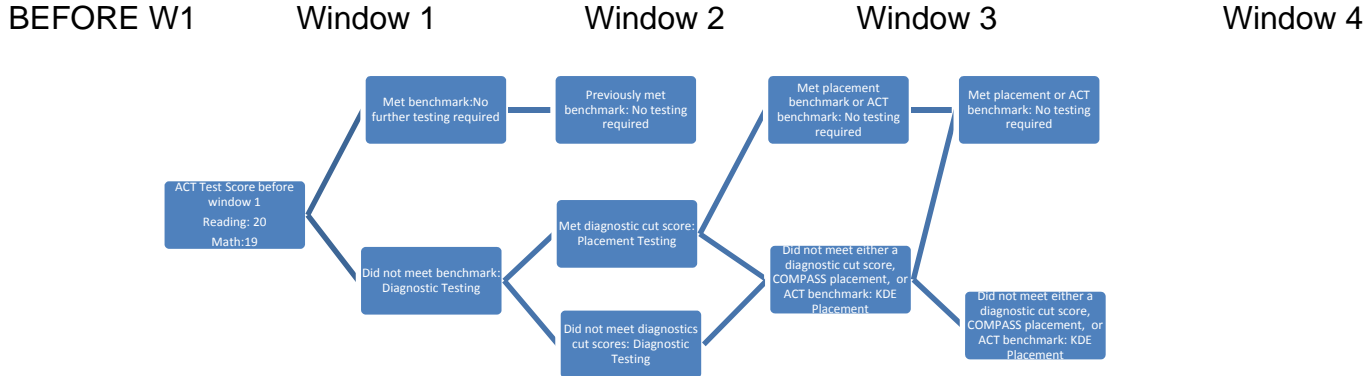 BEFORE W1 Window 1 Window 2 Window 3 Window 4
Met benchmark:No
further testing required
Previously met
benchmark: No testing
required
Met placement
benchmark or ACT
benchmark: No testing
required
Met placement or ACT
benchmark: No testing
required
ACT Test Score before
window 1
Reading: 20
Math:19
Met diagnostic cut score:
Placement Testing
Did not meet benchmark:
Diagnostic Testing
Did not meet either a
diagnostic cut score,
COMPASS placement, or
ACT benchmark: KDE
Placement
Did not meet diagnostics
cut scores: Diagnostic
Testing
Did not meet either a
diagnostic cut score,
COMPASS placement, or
ACT benchmark: KDE
Placement